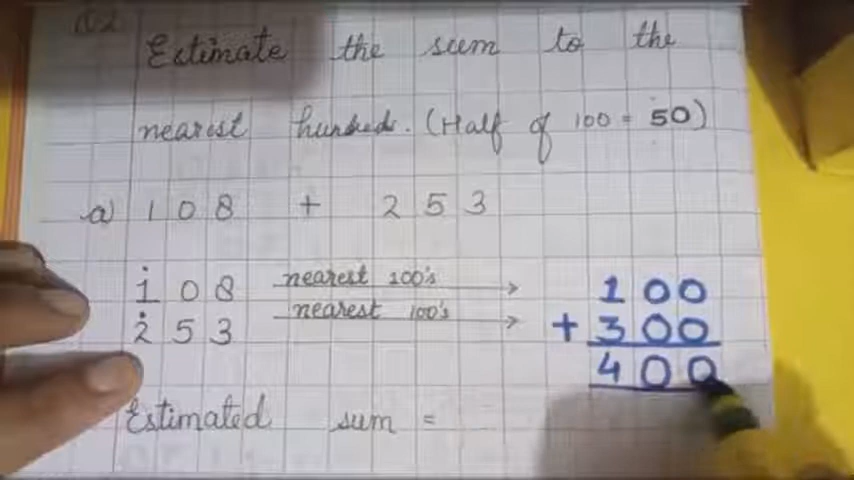 Q2
Estimate the sum to the
nearest hundred. (Half of 100 = 50)
a) 108 + 253
108 nearest 100's 100
253 nearest 100's + 300
400
Estimated sum =